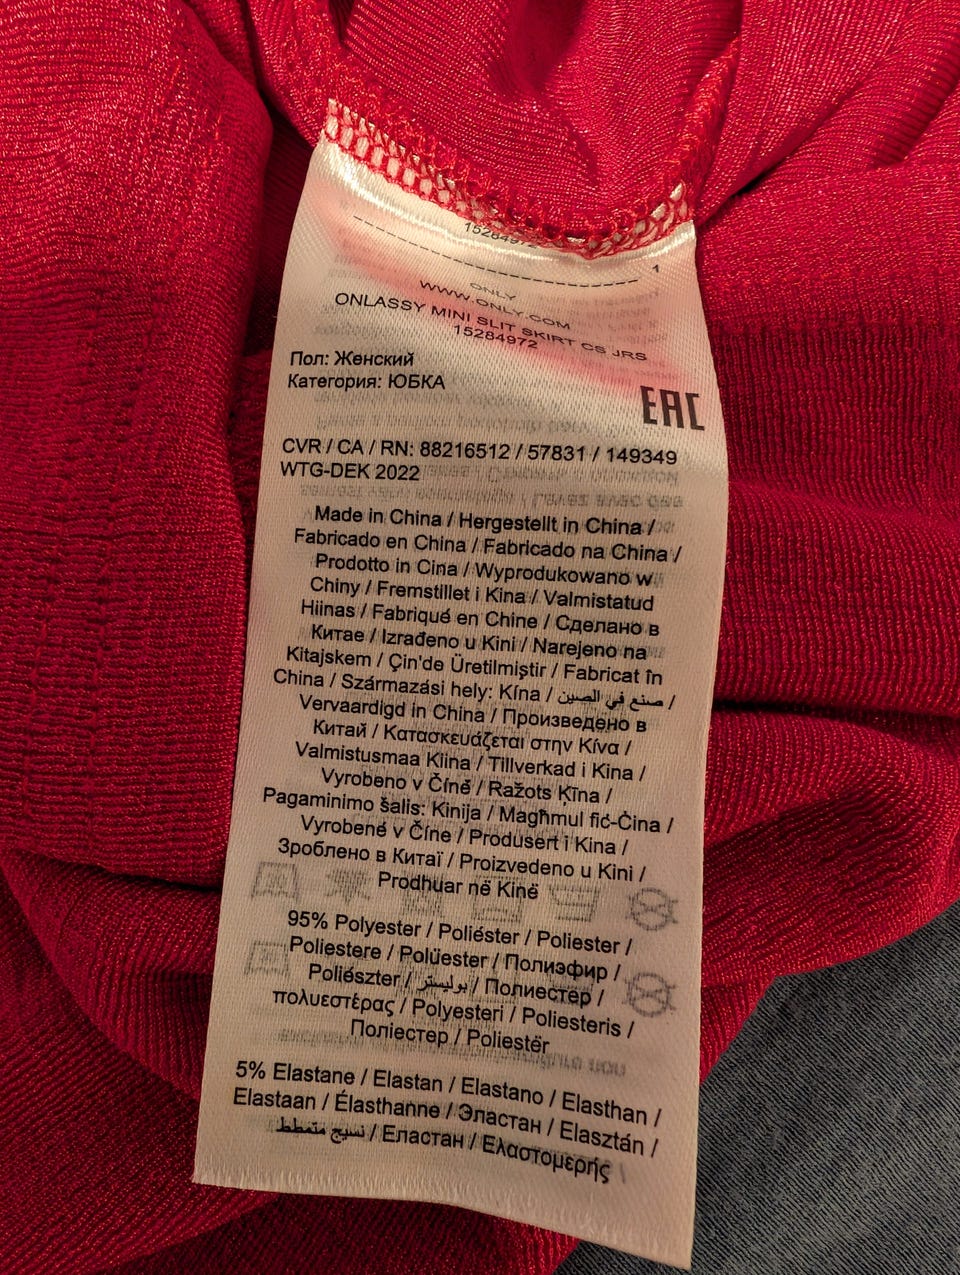 15284972
1
ONLY
WWW.ONLY.COM
ONLASSY MINI SLIT SKIRT CS JRS
15284972
Пол: Женский
Категория: ЮБКА
EAC
CVR / CA / RN: 88216512 / 57831 / 149349
WTG-DEK 2022
Made in China / Hergestellt in China /
Fabricado en China / Fabricado na China /
Prodotto in Cina / Wyprodukowano w
Chiny / Fremstillet i Kina / Valmistatud
Hiinas / Fabriqué en Chine / Сделано в
Китае / Izrađeno u Kini / Narejeno na
Kitajskem / Çin'de Üretilmiştir / Fabricat în
China / Származási hely: Kína / صنع في الصين /
Vervaardigd in China / Произведено в
Китай / Κατασκευάζεται στην Κίνα /
Valmistusmaa Kiina / Tillverkad i Kina /
Vyrobeno v Číně / Ražots Ķīna /
Pagaminimo šalis: Kinija / Magħmul fiċ-Ċina /
Vyrobené v Číne / Produsert i Kina /
Зроблено в Китаї / Proizvedeno u Kini /
Prodhuar në Kinë
95% Polyester / Poliéster / Poliester /
Poliestere / Polüester / Полиэфир /
Poliészter / بوليستر / Полиестер /
πολυεστέρας / Polyesteri / Poliesteris /
Поліестер / Poliestër
5% Elastane / Elastan / Elastano / Elasthan /
Elastaan / Élasthanne / Эластан / Elasztán /
نسيج متمطط / Еластан / Ελαστομερής /